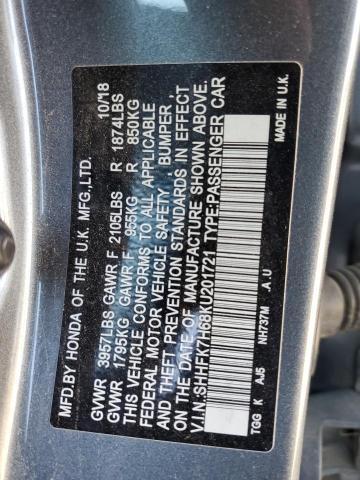 MFD.BY HONDA OF THE U.K. MFG.,LTD. 10/18
GVWR 3957LBS GAWR F 2105LBS R 1874LBS
GVWR 1795KG GAWR F 955KG R 850KG
THIS VEHICLE CONFORMS TO ALL APPLICABLE
FEDERAL MOTOR VEHICLE SAFETY, BUMPER,
AND THEFT PREVENTION STANDARDS IN EFFECT
ON THE DATE OF MANUFACTURE SHOWN ABOVE.
V.I.N.:SHHFK7H68KU201721 TYPE:PASSENGER CAR
TGG K AJ5 NH737M .A .U MADE IN U.K.